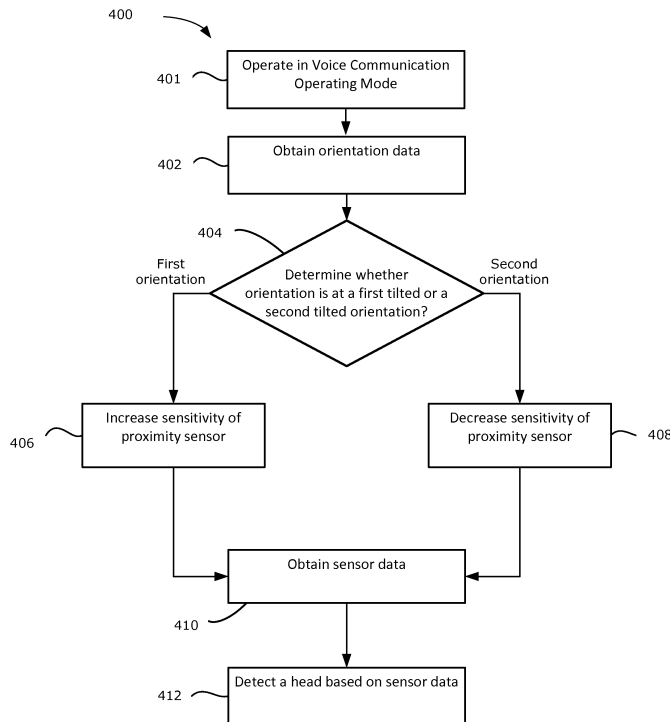 400
401
Operate in Voice Communication
Operating Mode
402
Obtain orientation data
404
First
orientation
Second
orientation
Determine whether
orientation is at a first tilted or a
second tilted orientation?
406
Increase sensitivity of
proximity sensor
Decrease sensitivity of
proximity sensor
408
Obtain sensor data
410
412
Detect a head based on sensor data